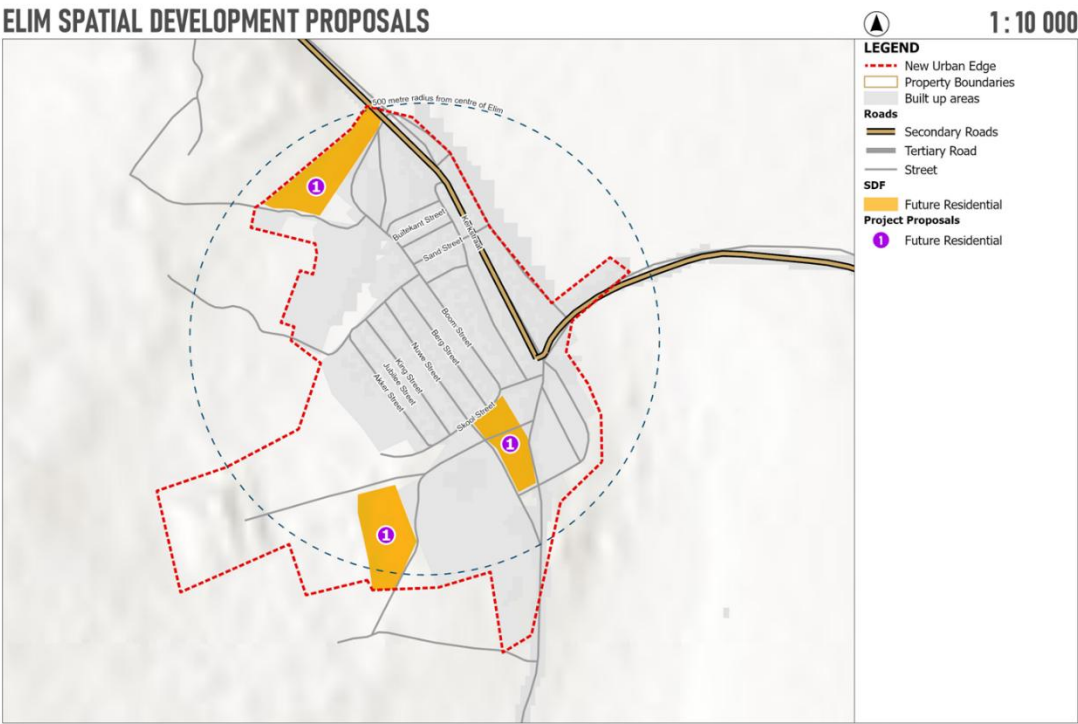 ELIM SPATIAL DEVELOPMENT PROPOSALS
1:10 000
LEGEND
New Urban Edge
Property Boundaries
Built up areas
Roads
Secondary Roads
Tertiary Road
Street
SDF
Future Residential
Project Proposals
1 Future Residential
500 metre radius from centre of Elim
1
Buitekant Street
Kerkstraat
Sand Street
Boom Street
Berg Street
Nuwe Street
King Street
Jubilee Street
Akker Street
Skool Street
1
1